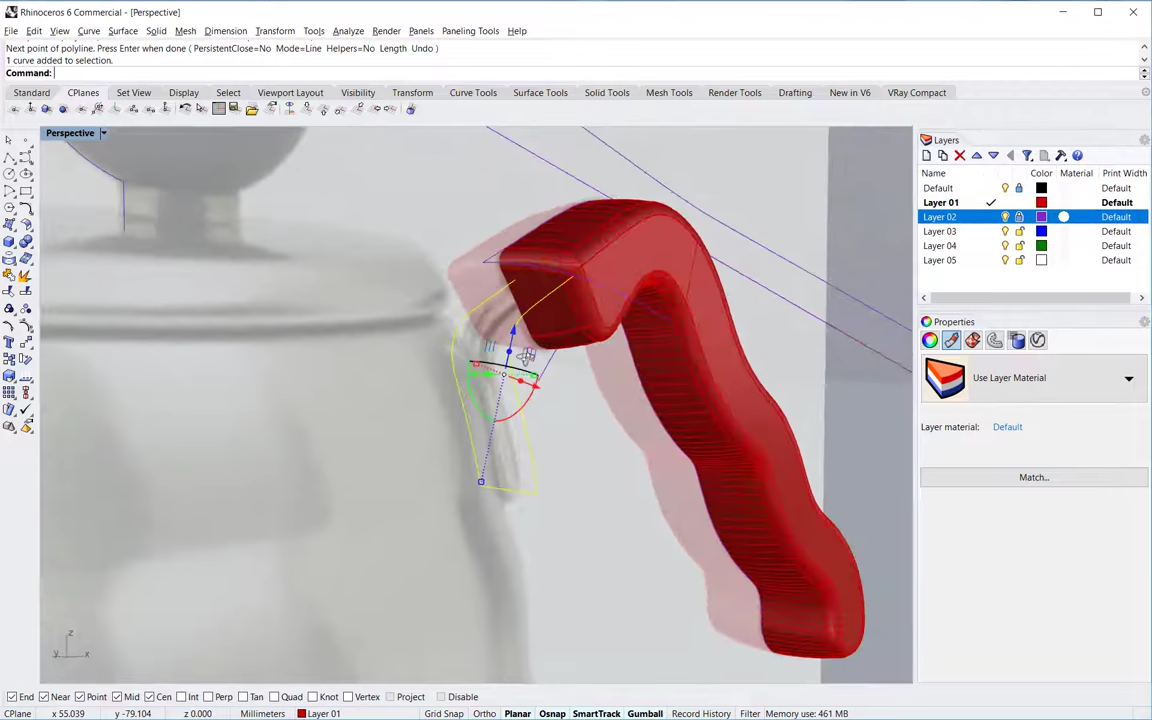 Rhinoceros 6 Commercial - [Perspective]
File Edit View Curve Surface Solid Mesh Dimension Transform Tools Analyze Render Panels Paneling Tools Help
Next point of polyline. Press Enter when done ( PersistentClose=No Mode=Line Helpers=No Length Undo )
1 curve added to selection.
Command:
Standard CPlanes Set View Display Select Viewport Layout Visibility Transform Curve Tools Surface Tools Solid Tools Mesh Tools Render Tools Drafting New in V6 VRay Compact
Perspective
z
y x
Layers
Name Color Material Print Width
Default Default
Layer 01 Default
Layer 02 Default
Layer 03 Default
Layer 04 Default
Layer 05 Default
Properties
Use Layer Material
Layer material: Default
Match...
End Near Point Mid Cen Int Perp Tan Quad Knot Vertex Project Disable
CPlane x 55.039 y -79.104 z 0.000 Millimeters Layer 01 Grid Snap Ortho Planar Osnap SmartTrack Gumball Record History Filter Memory use: 461 MB